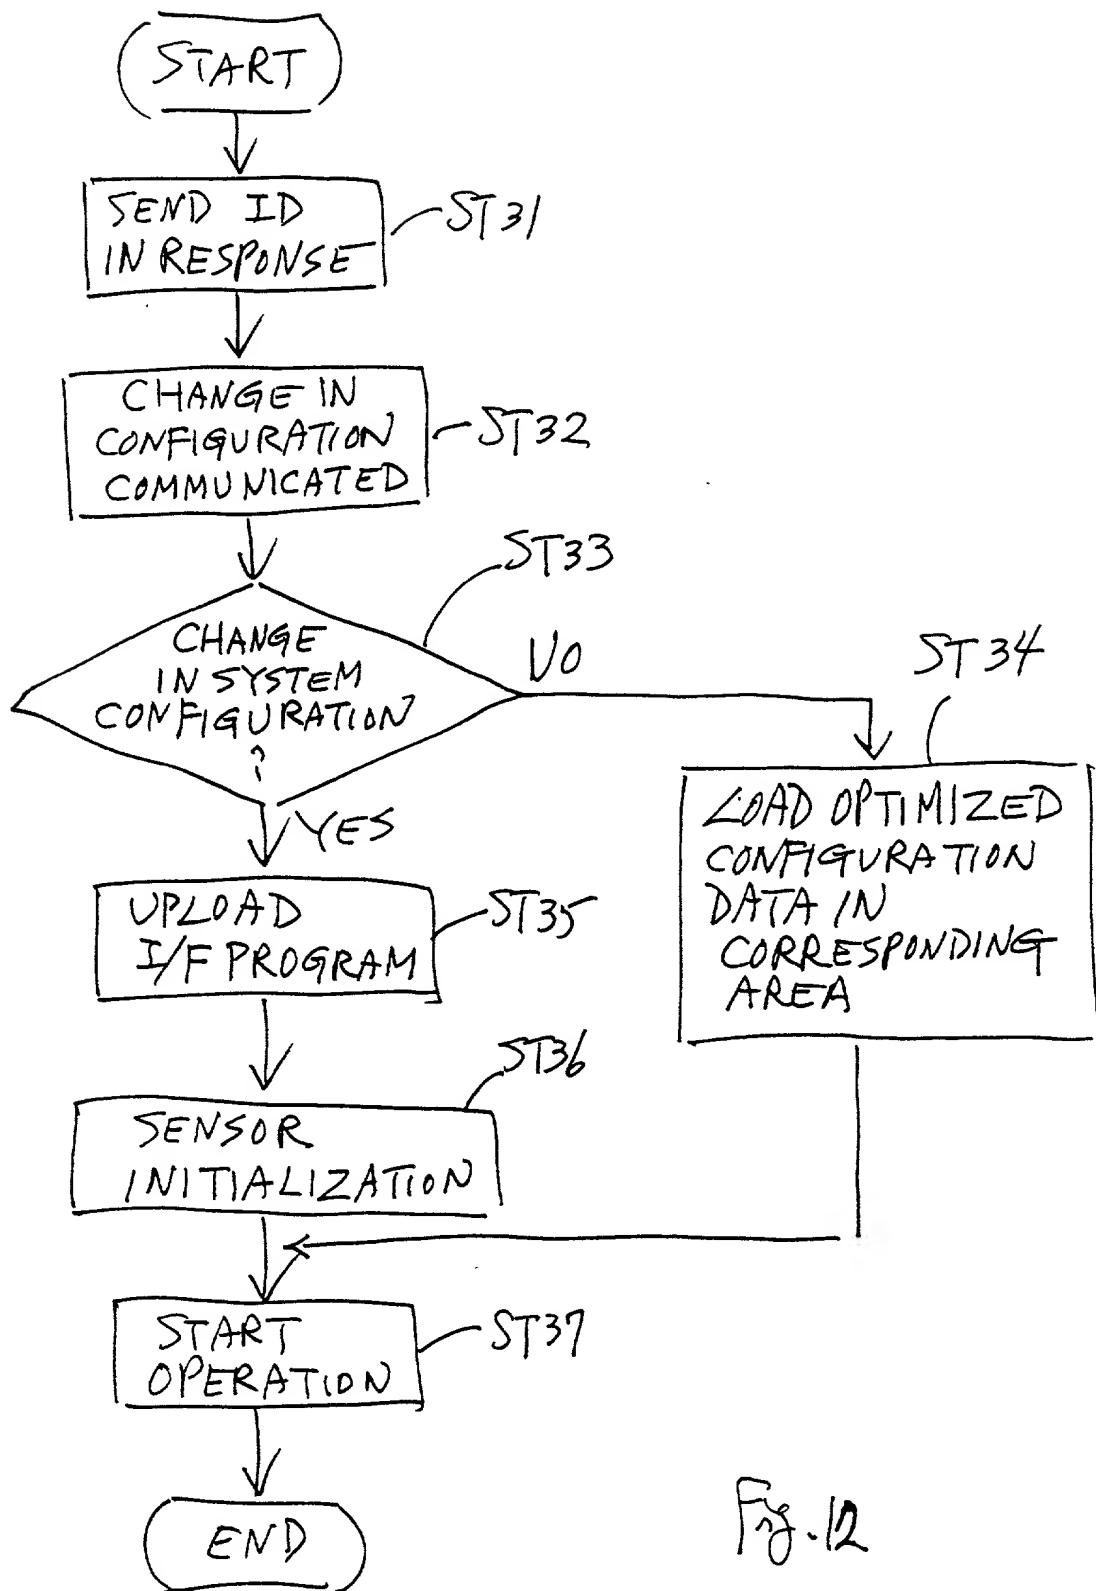 START
SEND ID
IN RESPONSE
ST31
CHANGE IN
CONFIGURATION
COMMUNICATED
ST32
ST33
CHANGE
IN SYSTEM
CONFIGURATION
?
NO
YES
ST34
LOAD OPTIMIZED
CONFIGURATION
DATA IN
CORRESPONDING
AREA
UPLOAD
I/F PROGRAM
ST35
ST36
SENSOR
INITIALIZATION
START
OPERATION
ST37
END
Fig. 12